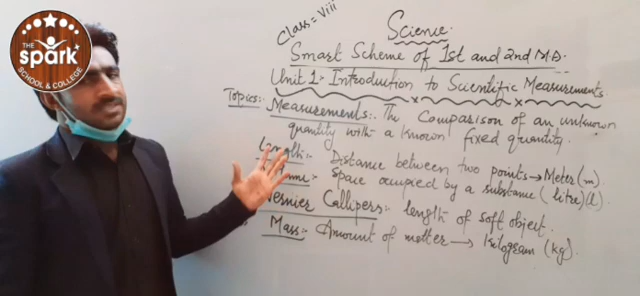 THE
spark
SCHOOL & COLLEGE
Class = Viii
Science.
Smart Scheme of 1st and 2nd M.D.
Unit 1:- Introduction to Scientific Measurements.
Topics:- Measurements:- The Comparison of an unknown
quantity with a known fixed quantity.
Length:- Distance between two points → Meter (m)
Space occupied by a substance (litre) (l)
Vernier Callipers:- length of soft object.
Mass:- Amount of matter → Kilogram (kg).